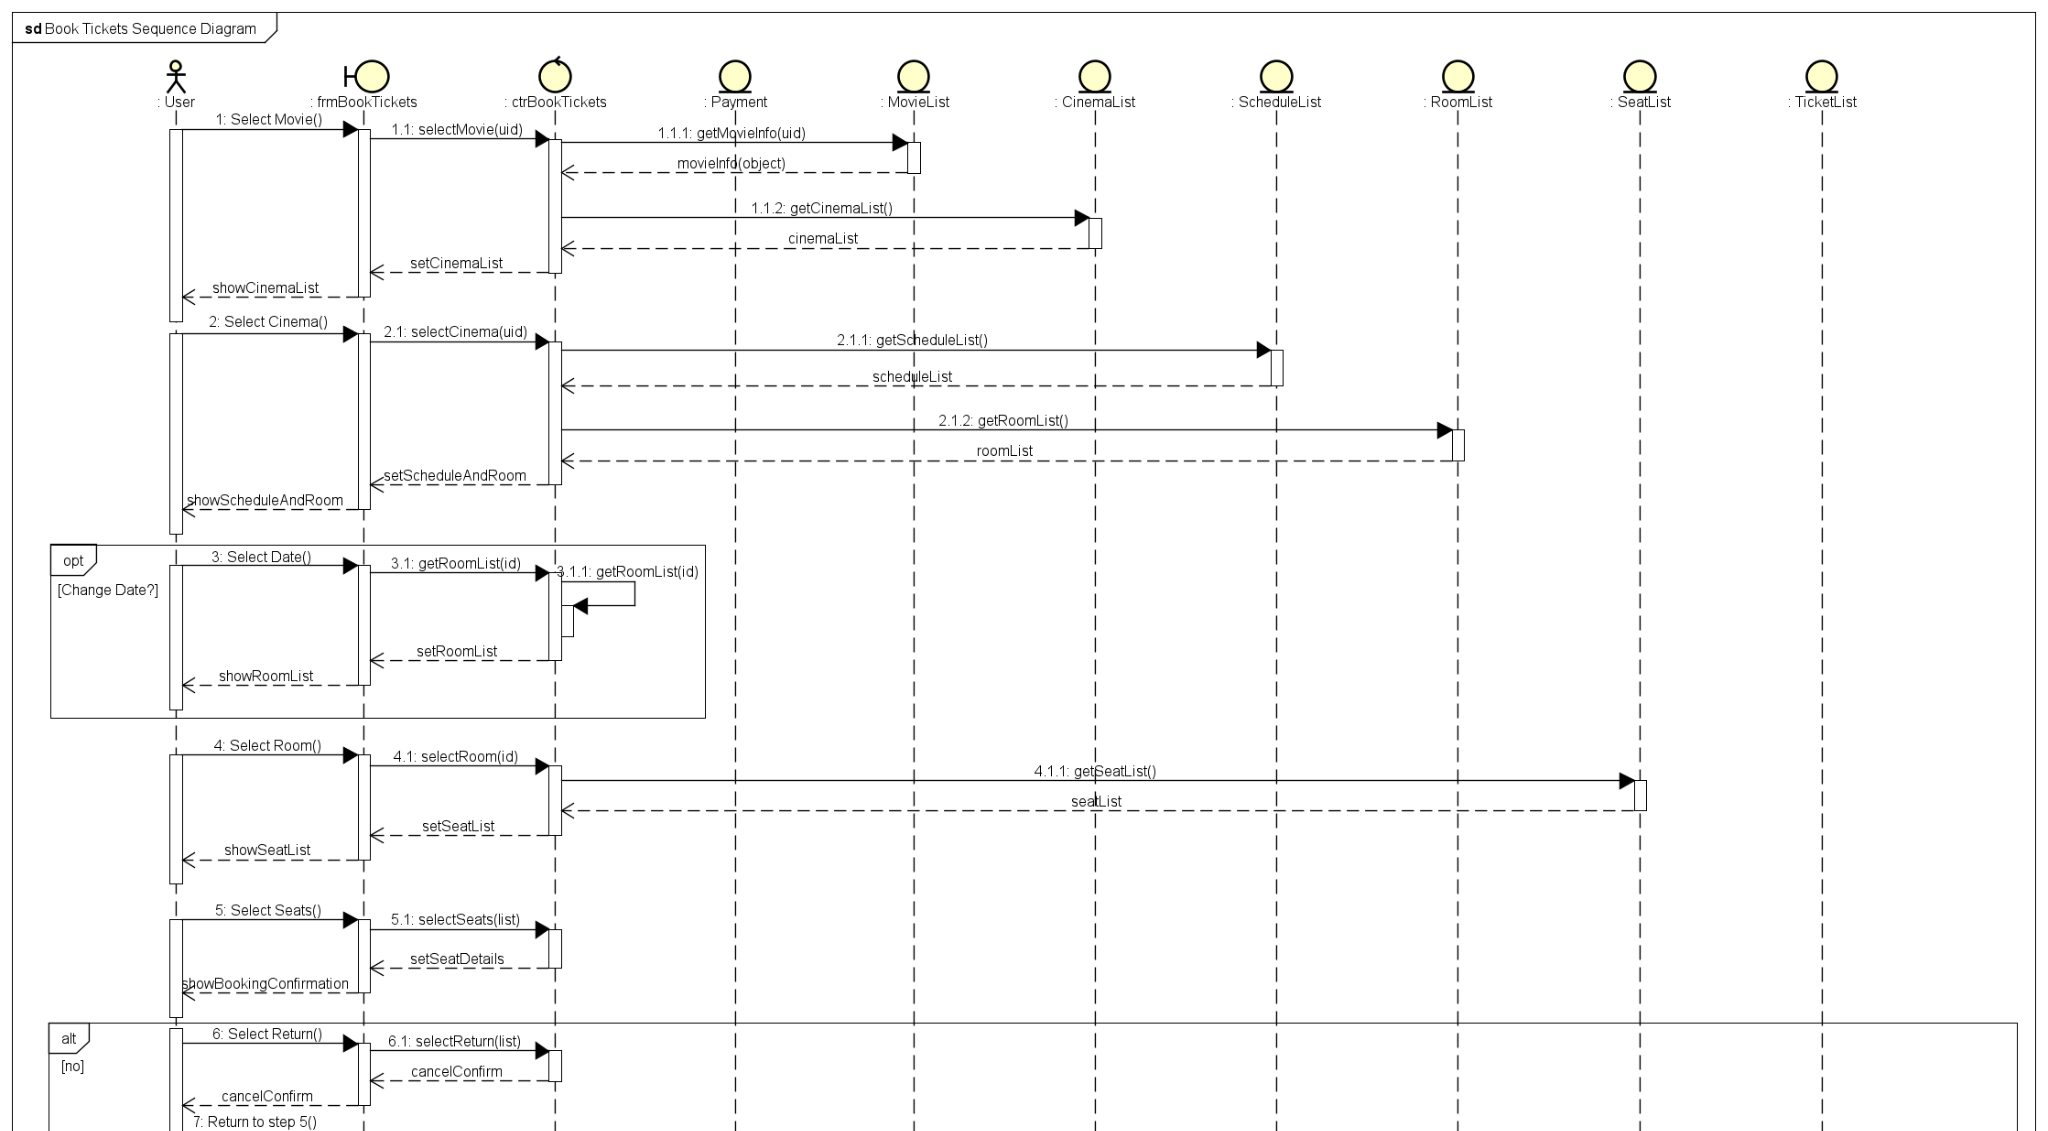 sd Book Tickets Sequence Diagram
: User
: frmBookTickets
: ctrBookTickets
: Payment
: MovieList
: CinemaList
: ScheduleList
: RoomList
: SeatList
: TicketList
1: Select Movie()
1.1: selectMovie(uid)
1.1.1: getMovieInfo(uid)
movieInfo(object)
1.1.2: getCinemaList()
cinemaList
setCinemaList
showCinemaList
2: Select Cinema()
2.1: selectCinema(uid)
2.1.1: getScheduleList()
scheduleList
2.1.2: getRoomList()
roomList
setScheduleAndRoom
showScheduleAndRoom
opt
[Change Date?]
3: Select Date()
3.1: getRoomList(id)
3.1.1: getRoomList(id)
setRoomList
showRoomList
4: Select Room()
4.1: selectRoom(id)
4.1.1: getSeatList()
seatList
setSeatList
showSeatList
5: Select Seats()
5.1: selectSeats(list)
setSeatDetails
showBookingConfirmation
alt
[no]
6: Select Return()
6.1: selectReturn(list)
cancelConfirm
cancelConfirm
7: Return to step 5()